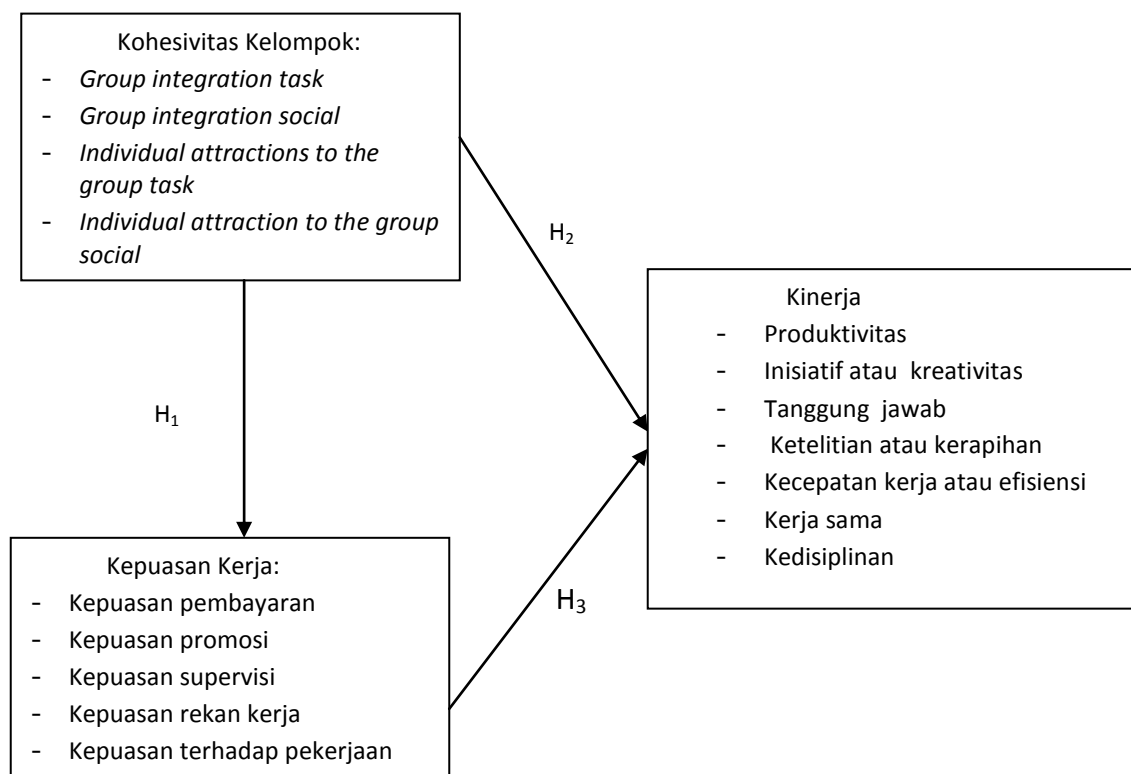 Kohesivitas Kelompok:
- Group integration task
- Group integration social
- Individual attractions to the
group task
- Individual attraction to the group
social
H₂
Kinerja
- Produktivitas
- Inisiatif atau kreativitas
- Tanggung jawab
- Ketelitian atau kerapihan
- Kecepatan kerja atau efisiensi
- Kerja sama
- Kedisiplinan
H₁
Kepuasan Kerja:
- Kepuasan pembayaran
- Kepuasan promosi
- Kepuasan supervisi
- Kepuasan rekan kerja
- Kepuasan terhadap pekerjaan
H₃